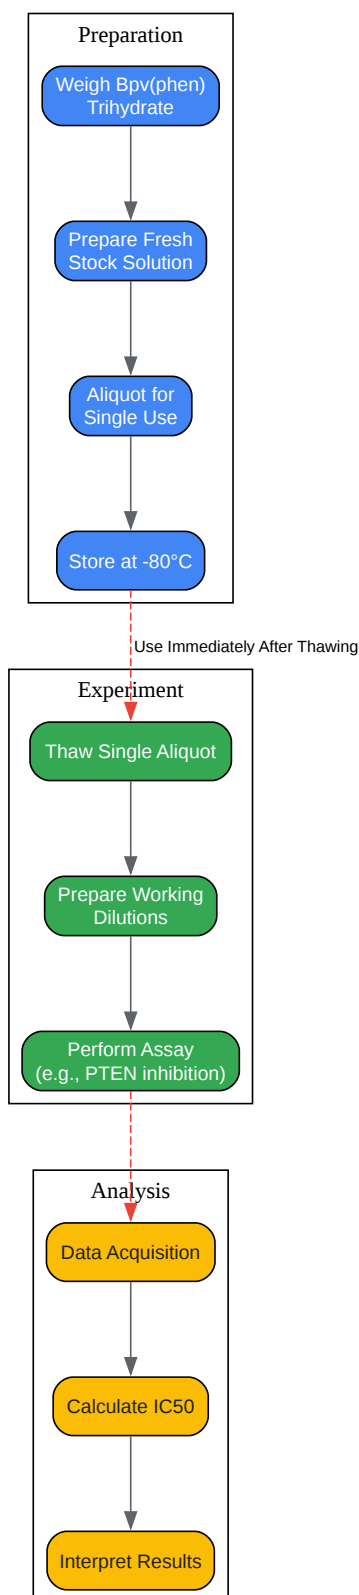 Preparation
Weigh Bpv(phen)
Trihydrate
Prepare Fresh
Stock Solution
Aliquot for
Single Use
Store at -80°C
Use Immediately After Thawing
Experiment
Thaw Single Aliquot
Prepare Working
Dilutions
Perform Assay
(e.g., PTEN inhibition)
Analysis
Data Acquisition
Calculate IC50
Interpret Results